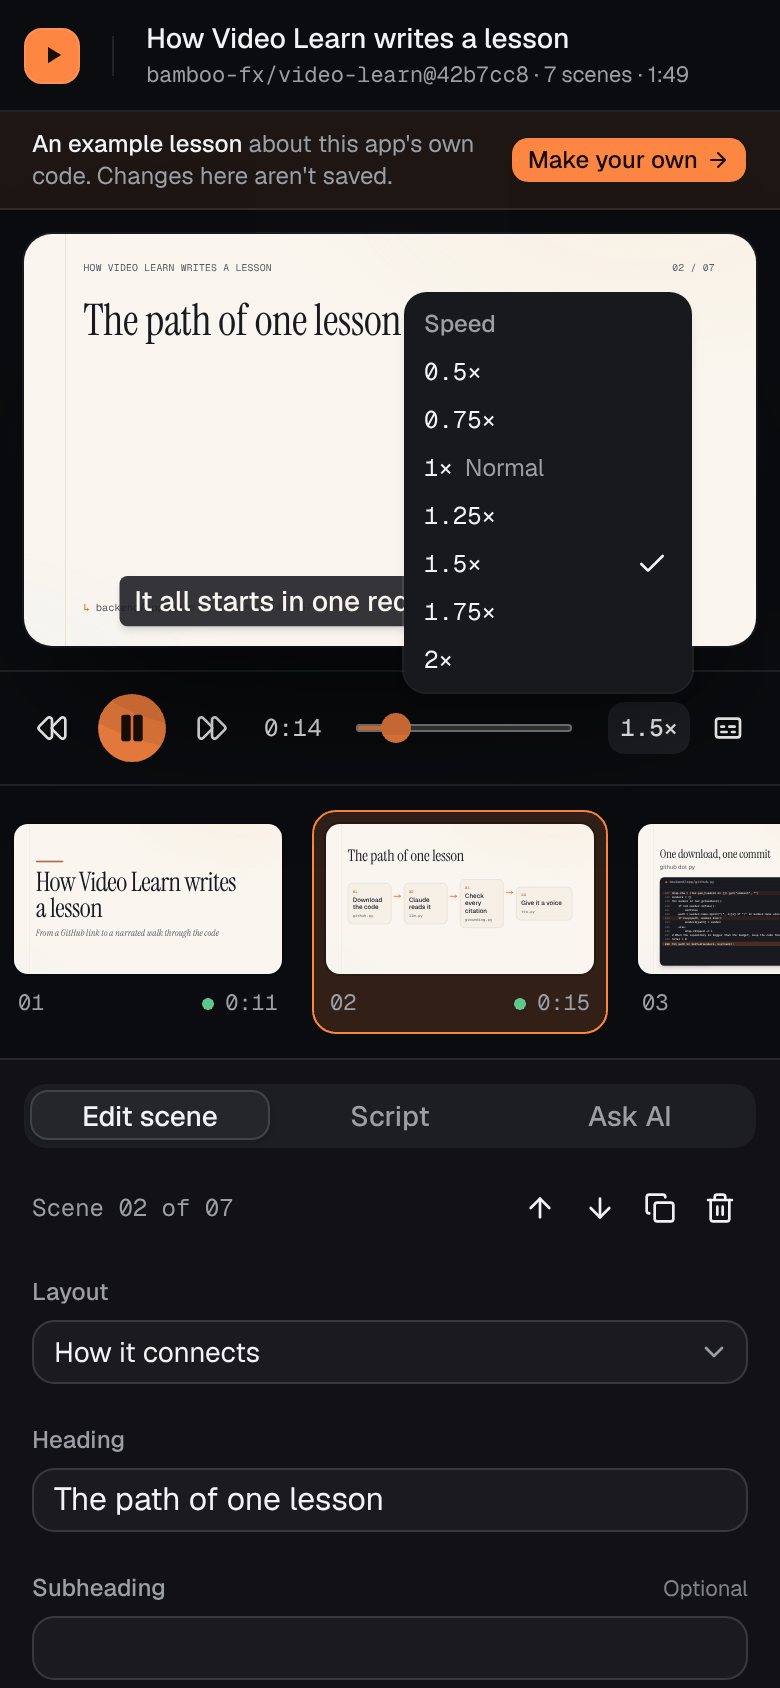 How Video Learn writes a lesson
bamboo-fx/video-learn@42b7cc8 · 7 scenes · 1:49
An example lesson about this app's own
code. Changes here aren't saved.
Make your own →
HOW VIDEO LEARN WRITES A LESSON
02 / 07
The path of one lesson
↳ back
It all starts in one
Speed
0.5×
0.75×
1× Normal
1.25×
1.5×
1.75×
2×
0:14
1.5×
How Video Learn writes
a lesson
From a GitHub link to a narrated walk through the code
01
0:11
The path of one lesson
Download
the code
github.py
Claude
reads it
Check
every
citation
Give it a voice
02
0:15
One download, one commit
github dot py
03
Edit scene
Script
Ask AI
Scene 02 of 07
Layout
How it connects
Heading
The path of one lesson
Subheading
Optional